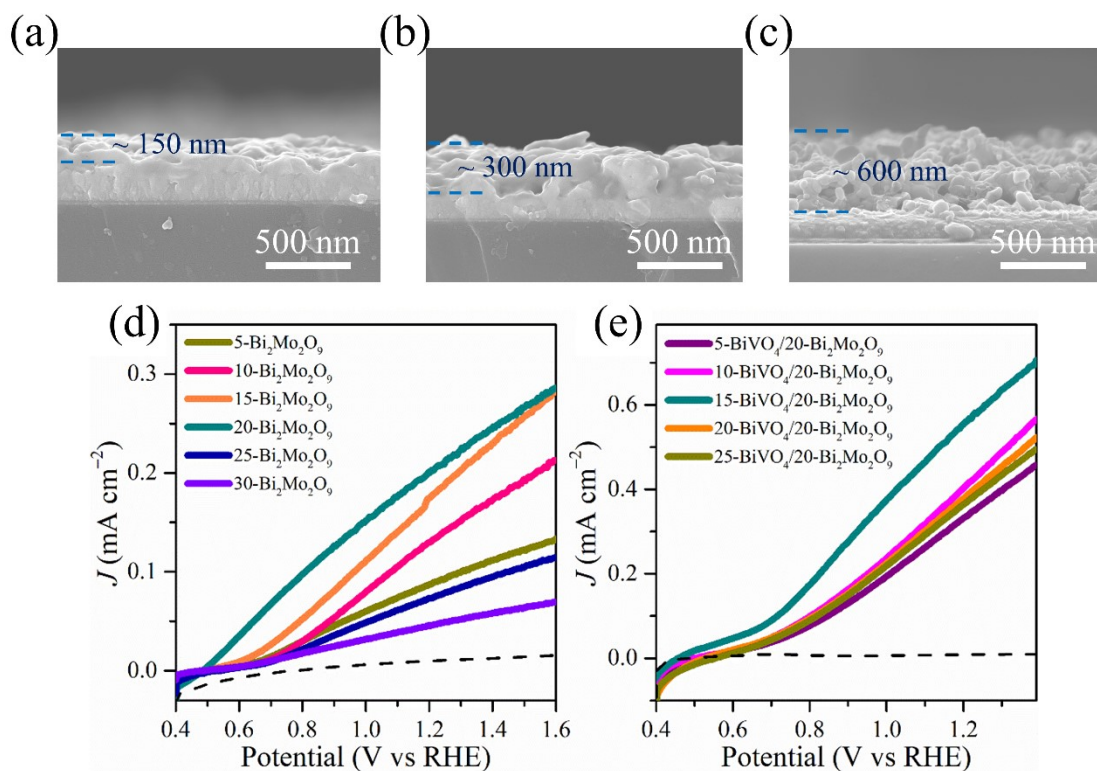 (a)
(b)
(c)
~ 150 nm
~ 300 nm
~ 600 nm
500 nm
500 nm
500 nm
(d)
5-Bi₂Mo₂O₉
10-Bi₂Mo₂O₉
15-Bi₂Mo₂O₉
20-Bi₂Mo₂O₉
25-Bi₂Mo₂O₉
30-Bi₂Mo₂O₉
J (mA cm⁻²)
0.3
0.2
0.1
0.0
0.4 0.6 0.8 1.0 1.2 1.4 1.6
Potential (V vs RHE)
(e)
5-BiVO₄/20-Bi₂Mo₂O₉
10-BiVO₄/20-Bi₂Mo₂O₉
15-BiVO₄/20-Bi₂Mo₂O₉
20-BiVO₄/20-Bi₂Mo₂O₉
25-BiVO₄/20-Bi₂Mo₂O₉
J (mA cm⁻²)
0.6
0.4
0.2
0.0
0.4 0.6 0.8 1.0 1.2
Potential (V vs RHE)